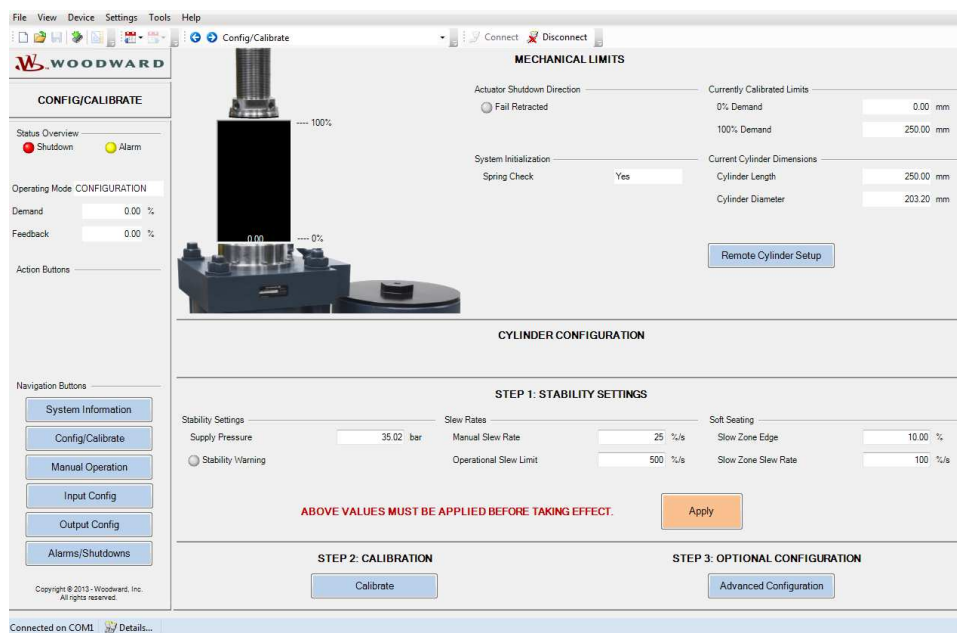 File View Device Settings Tools Help
Config/Calibrate Connect Disconnect
WOODWARD
CONFIG/CALIBRATE
Status Overview
Shutdown Alarm
Operating Mode CONFIGURATION
Demand 0.00 %
Feedback 0.00 %
Action Buttons
Navigation Buttons
System Information
Config/Calibrate
Manual Operation
Input Config
Output Config
Alarms/Shutdowns
Copyright © 2013 - Woodward, Inc.
All rights reserved.
---- 100%
0.00 ---- 0%
MECHANICAL LIMITS
Actuator Shutdown Direction
Fail Retracted
System Initialization
Spring Check Yes
Currently Calibrated Limits
0% Demand 0.00 mm
100% Demand 250.00 mm
Current Cylinder Dimensions
Cylinder Length 250.00 mm
Cylinder Diameter 203.20 mm
Remote Cylinder Setup
CYLINDER CONFIGURATION
STEP 1: STABILITY SETTINGS
Stability Settings
Supply Pressure 35.02 bar
Stability Warning
Slew Rates
Manual Slew Rate 25 %/s
Operational Slew Limit 500 %/s
Soft Seating
Slow Zone Edge 10.00 %
Slow Zone Slew Rate 100 %/s
ABOVE VALUES MUST BE APPLIED BEFORE TAKING EFFECT. Apply
STEP 2: CALIBRATION
Calibrate
STEP 3: OPTIONAL CONFIGURATION
Advanced Configuration
Connected on COM1 Details...